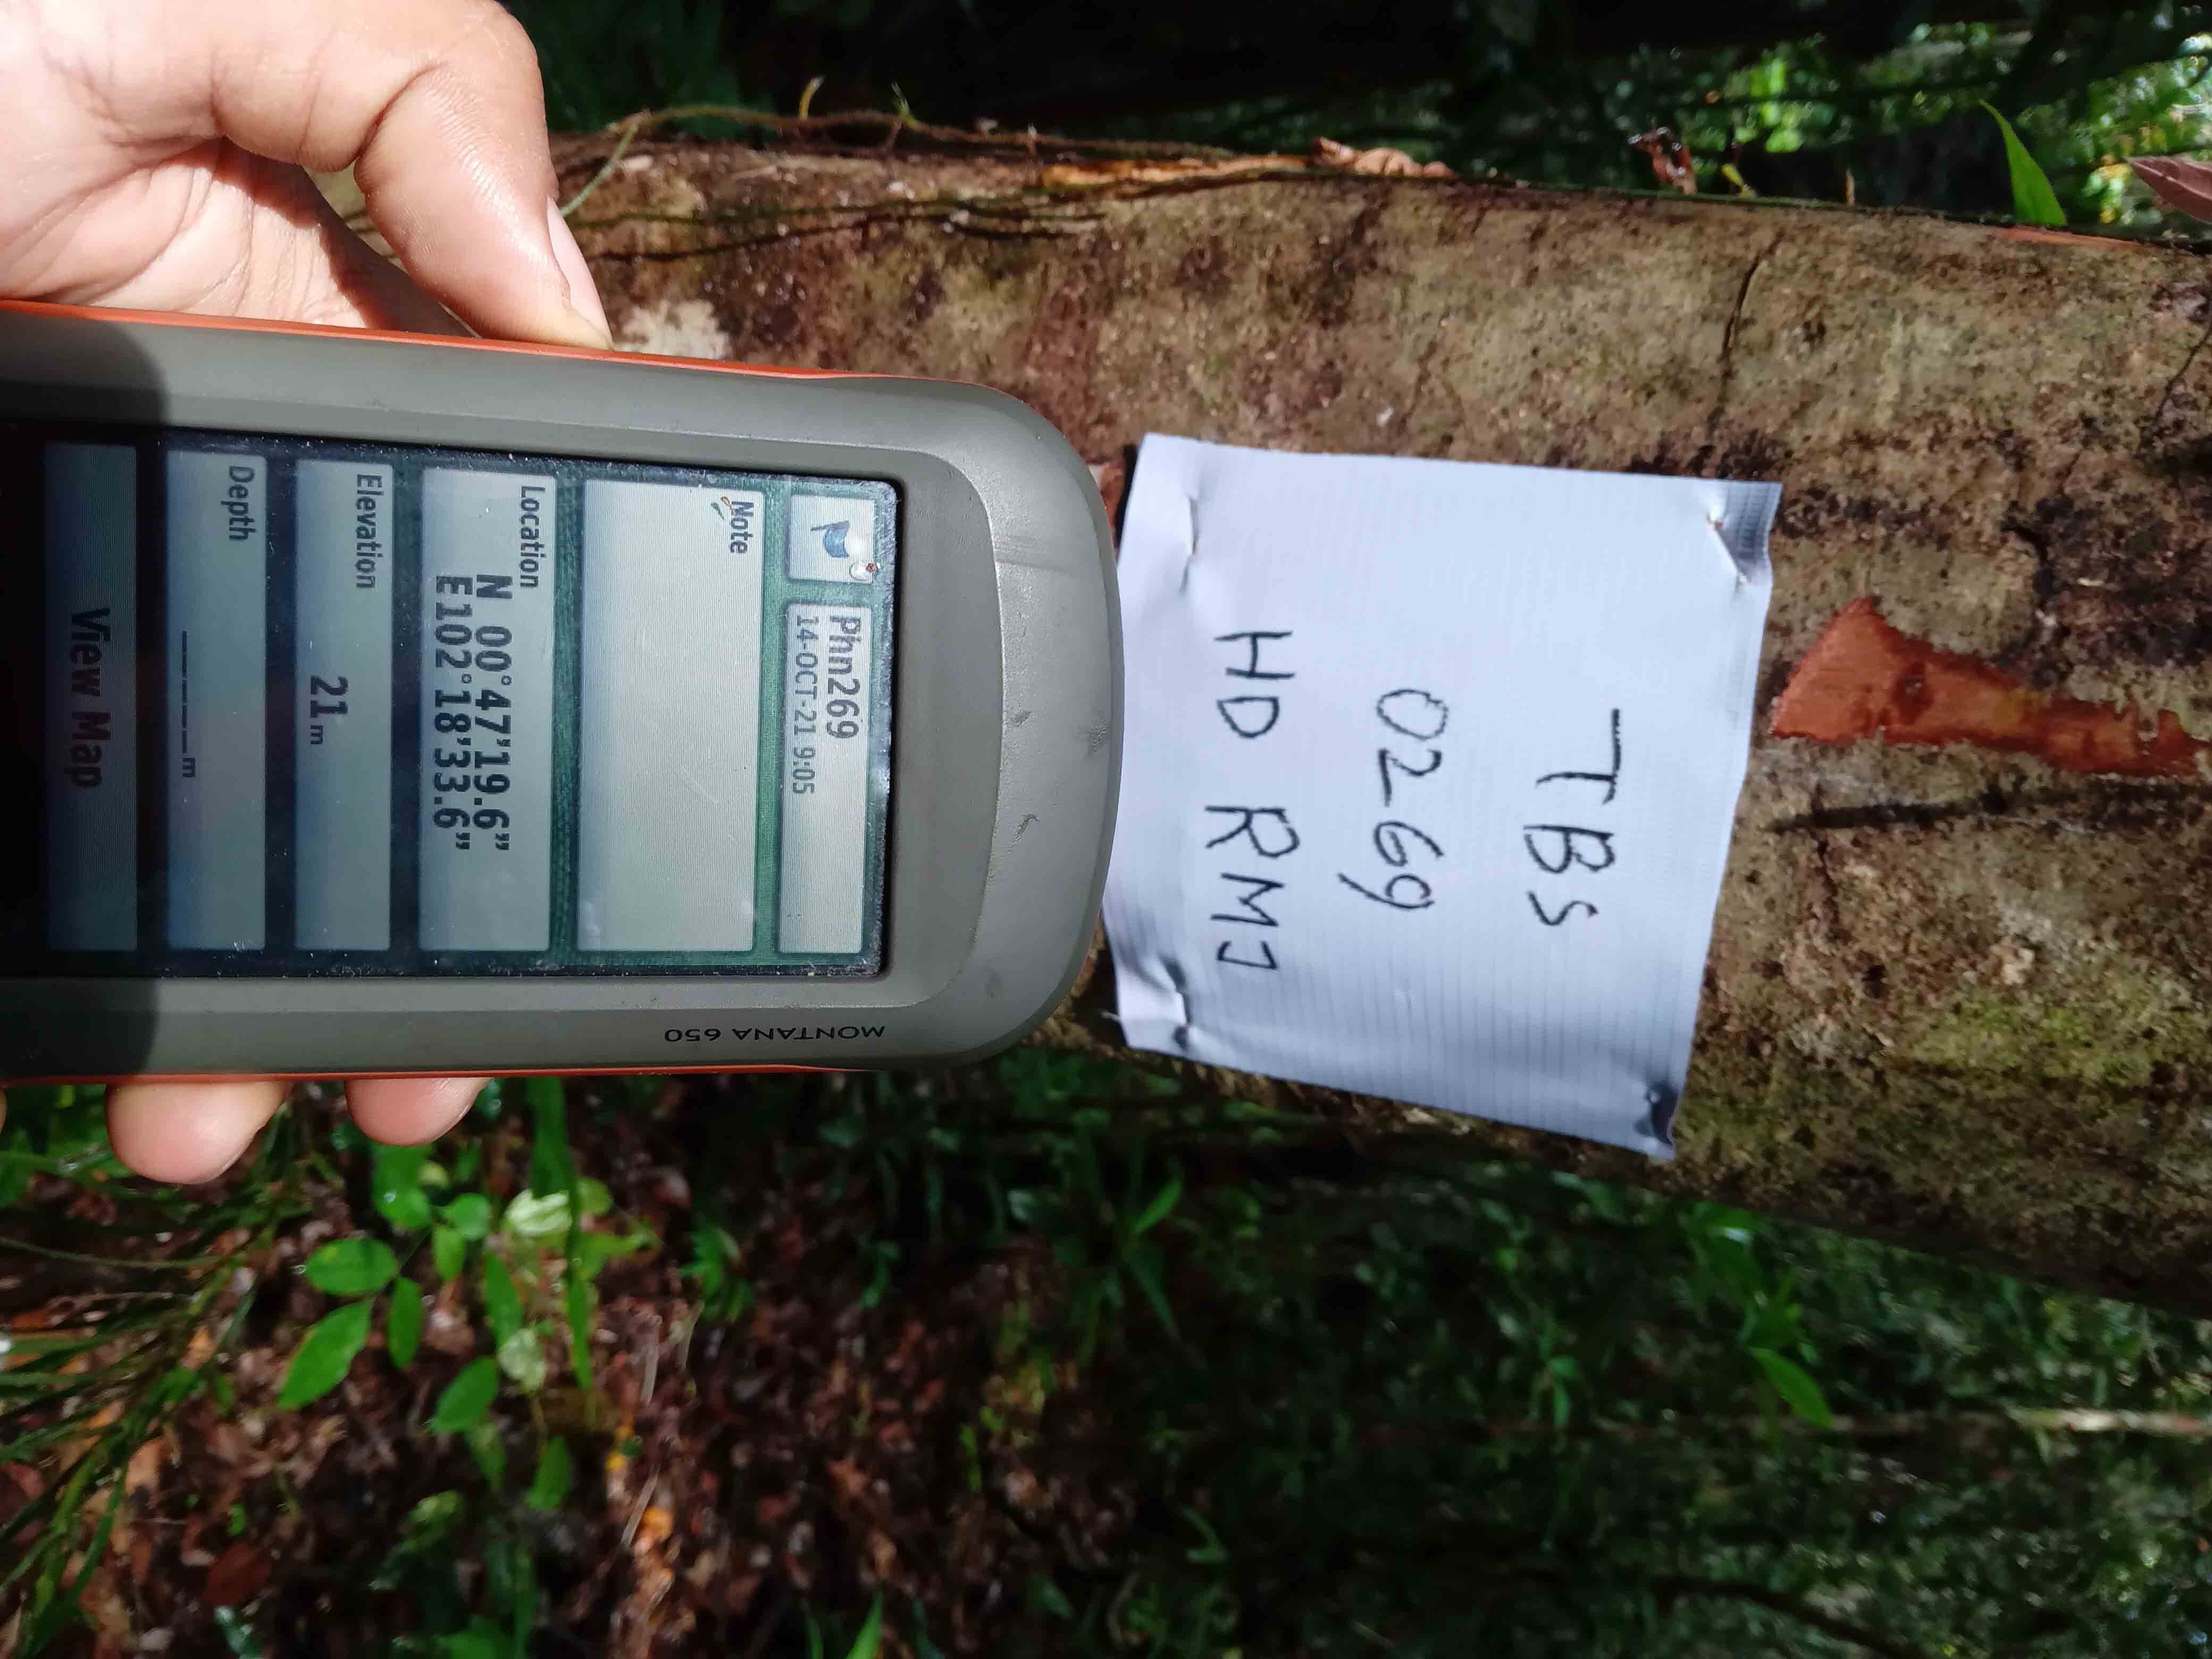 TBS
0269
HD RMJ
MONTANA 650
Phn269
14-OCT-21 9:05
Note
Location
N 00°47'19.6"
E102°18'33.6"
Elevation
21m
Depth
_____m
View Map